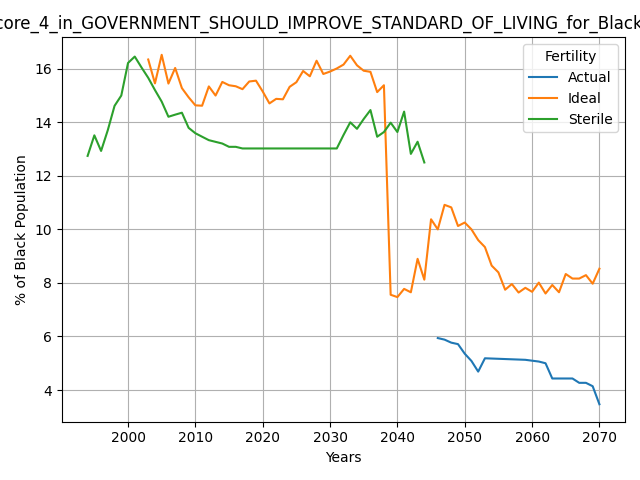 core_4_in_GOVERNMENT_SHOULD_IMPROVE_STANDARD_OF_LIVING_for_Black
Fertility
Actual
Ideal
Sterile
% of Black Population
16
14
12
10
8
6
4
2000 2010 2020 2030 2040 2050 2060 2070
Years